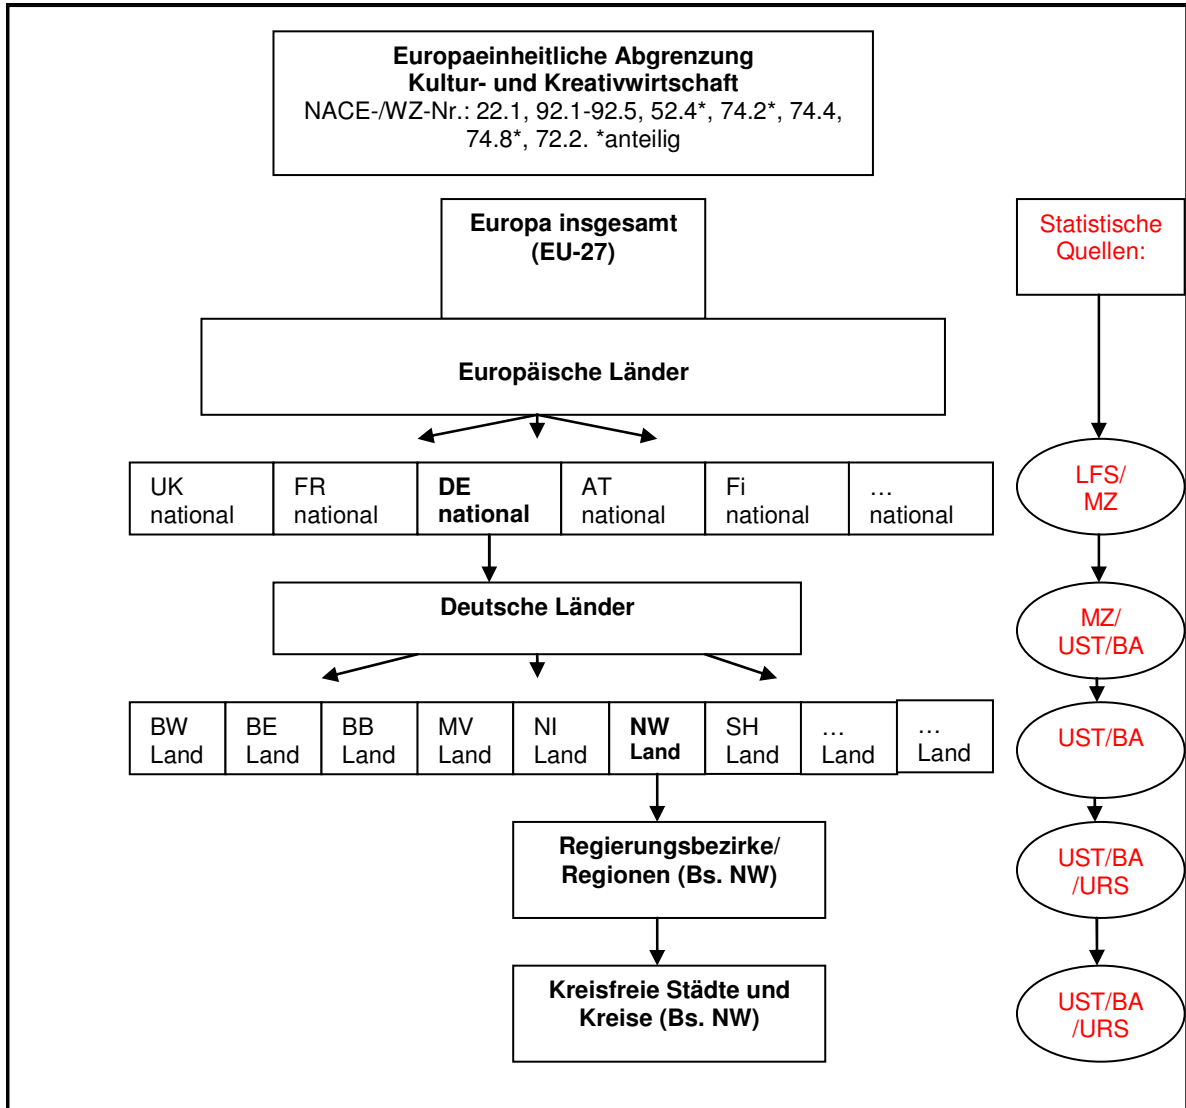 Europaeinheitliche Abgrenzung
Kultur- und Kreativwirtschaft
NACE-/WZ-Nr.: 22.1, 92.1-92.5, 52.4*, 74.2*, 74.4,
74.8*, 72.2. *anteilig
Europa insgesamt
(EU-27)
Statistische
Quellen:
Europäische Länder
UK
national
FR
national
DE
national
AT
national
Fi
national
…
national
LFS/
MZ
Deutsche Länder
MZ/
UST/BA
BW
Land
BE
Land
BB
Land
MV
Land
NI
Land
NW
Land
SH
Land
…
Land
…
Land
UST/BA
Regierungsbezirke/
Regionen (Bs. NW)
UST/BA
/URS
Kreisfreie Städte und
Kreise (Bs. NW)
UST/BA
/URS